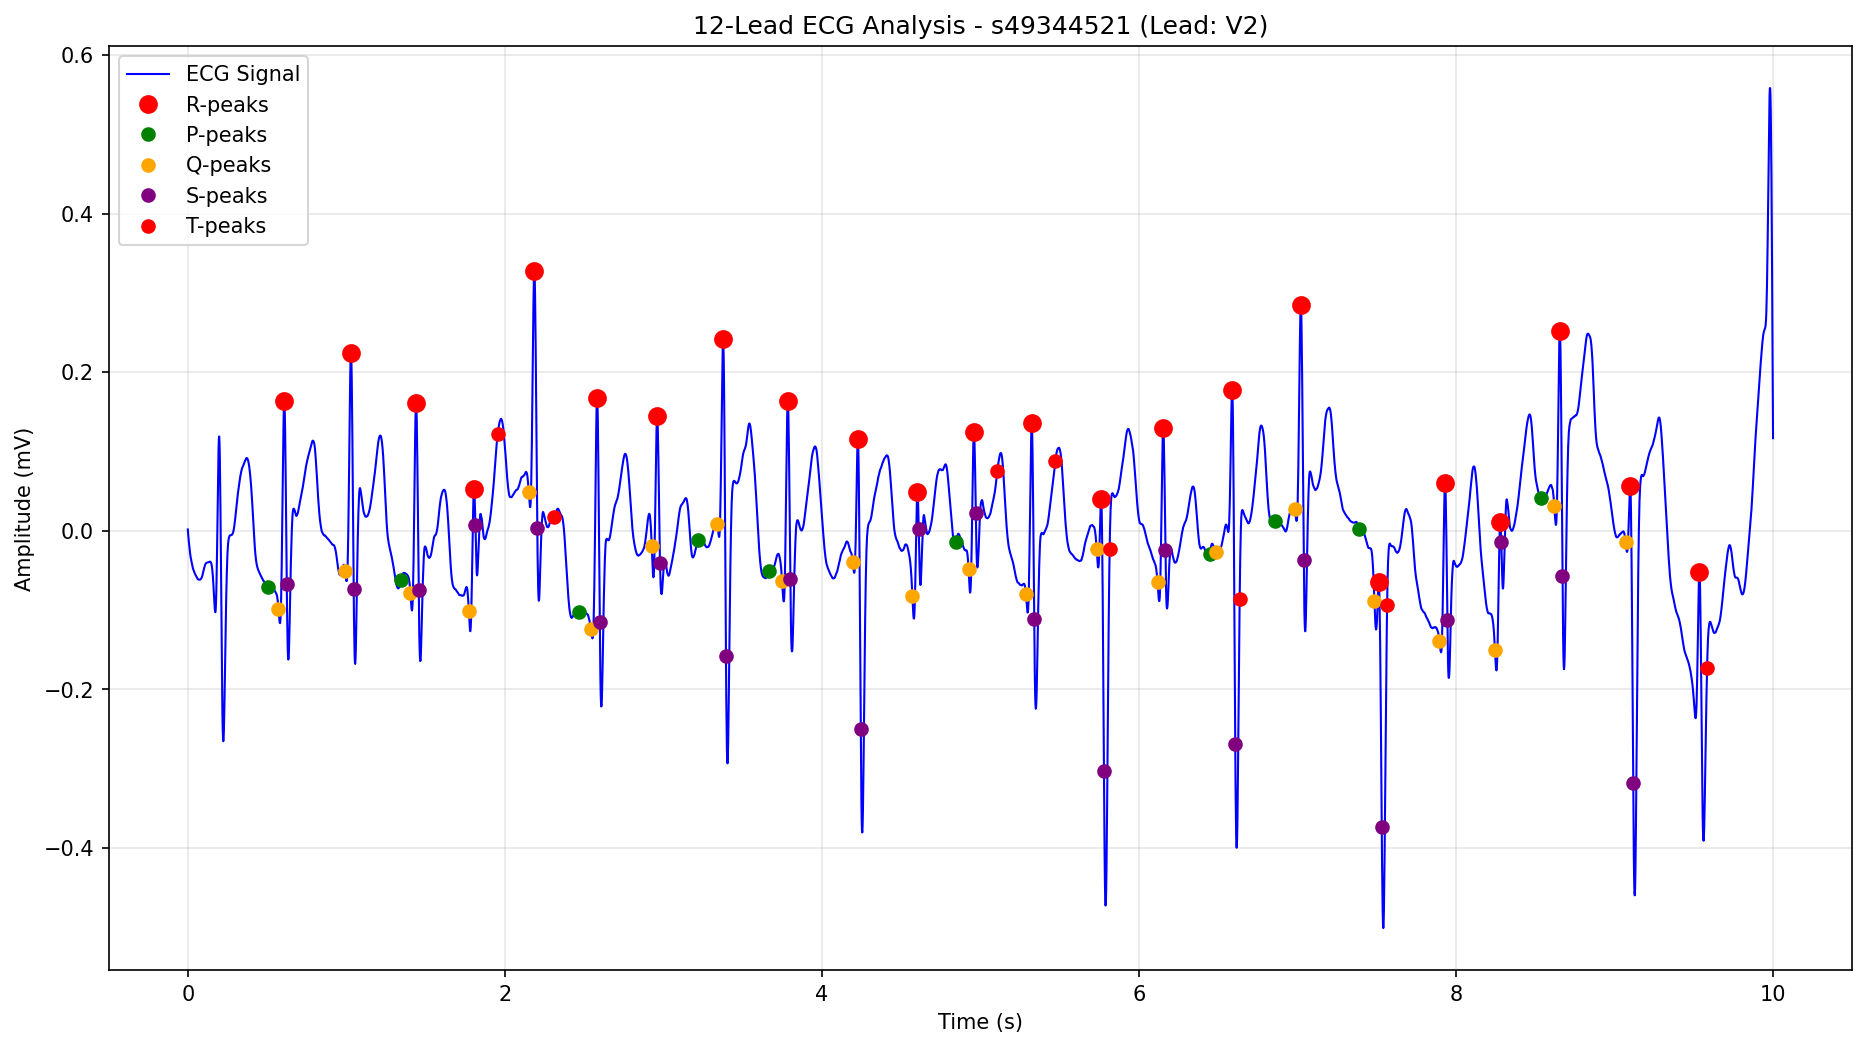 12-Lead ECG Analysis - s49344521 (Lead: V2)
ECG Signal
R-peaks
P-peaks
Q-peaks
S-peaks
T-peaks
Amplitude (mV)
0.6
0.4
0.2
0.0
−0.2
−0.4
0 2 4 6 8 10
Time (s)